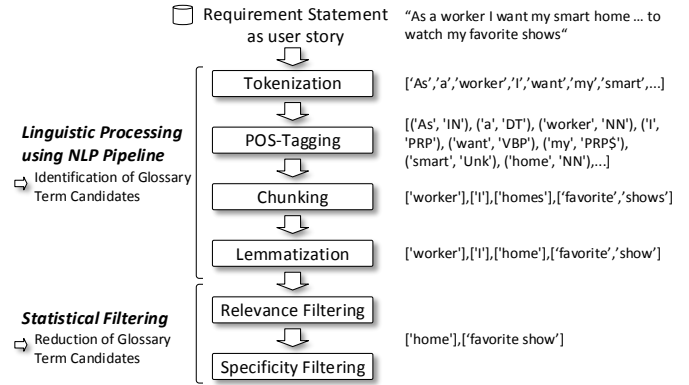 Requirement Statement
as user story
“As a worker I want my smart home … to
watch my favorite shows“
Tokenization
['As’,’a’,’worker’,’I’,’want’,’my’,’smart’,...]
Linguistic Processing
using NLP Pipeline
Identification of Glossary
Term Candidates
POS-Tagging
[('As', 'IN'), ('a', 'DT'), ('worker', 'NN'), ('I',
'PRP'), ('want', 'VBP'), ('my', 'PRP$'),
('smart', 'Unk'), ('home', 'NN'),...]
Chunking
['worker'],['I'],['homes'],[‘favorite’,’shows’]
Lemmatization
['worker'],['I'],['home'],[‘favorite’,’show’]
Statistical Filtering
Reduction of Glossary
Term Candidates
Relevance Filtering
['home'],[‘favorite show’]
Specificity Filtering